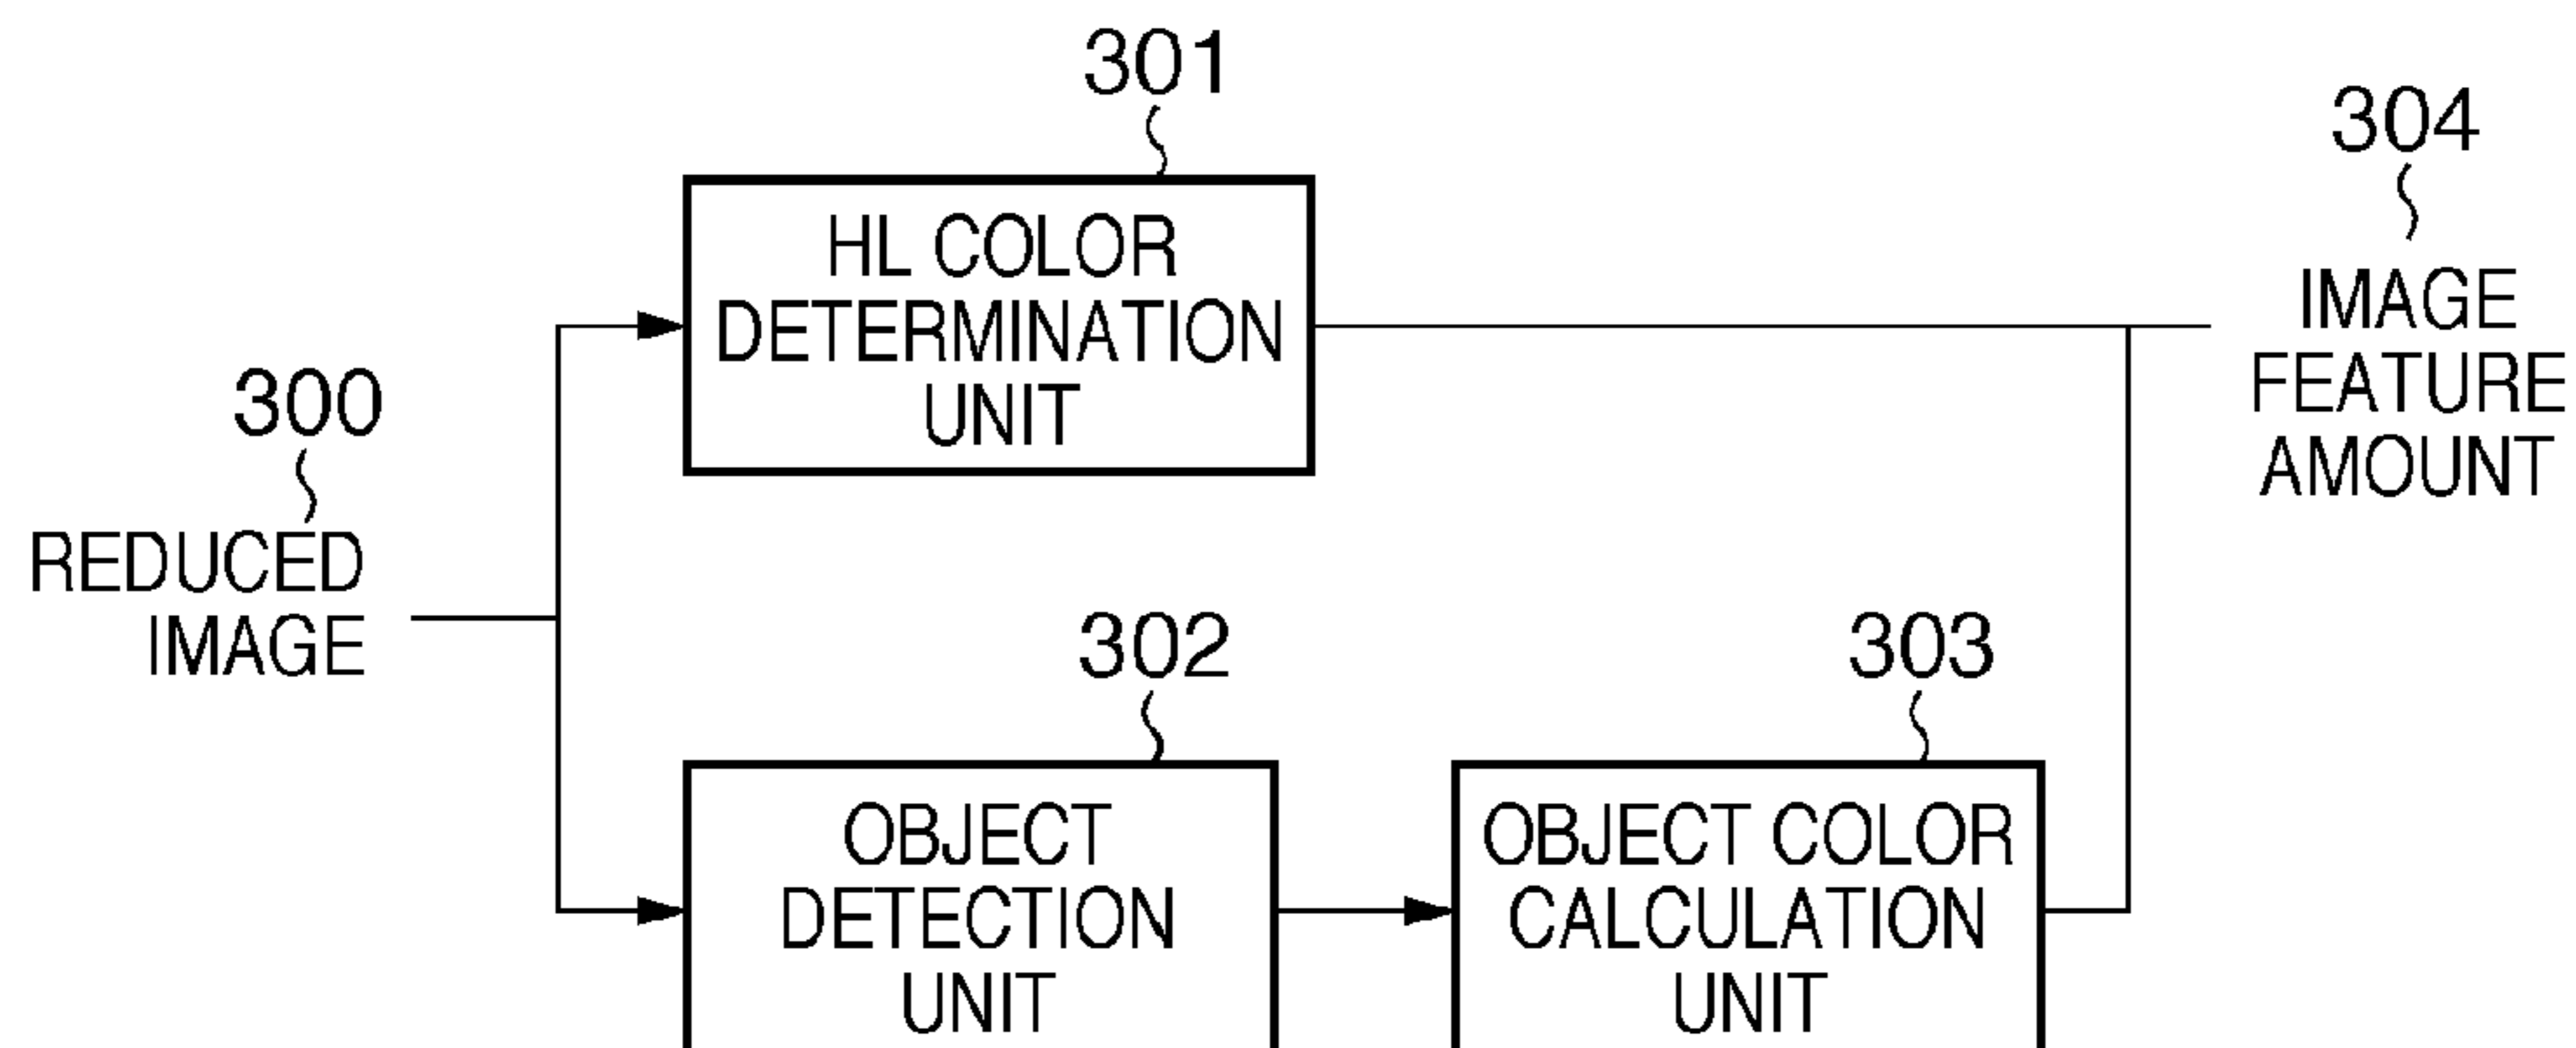 301
HL COLOR
DETERMINATION
UNIT
304
IMAGE
FEATURE
AMOUNT
300
REDUCED
IMAGE
302
OBJECT
DETECTION
UNIT
303
OBJECT COLOR
CALCULATION
UNIT